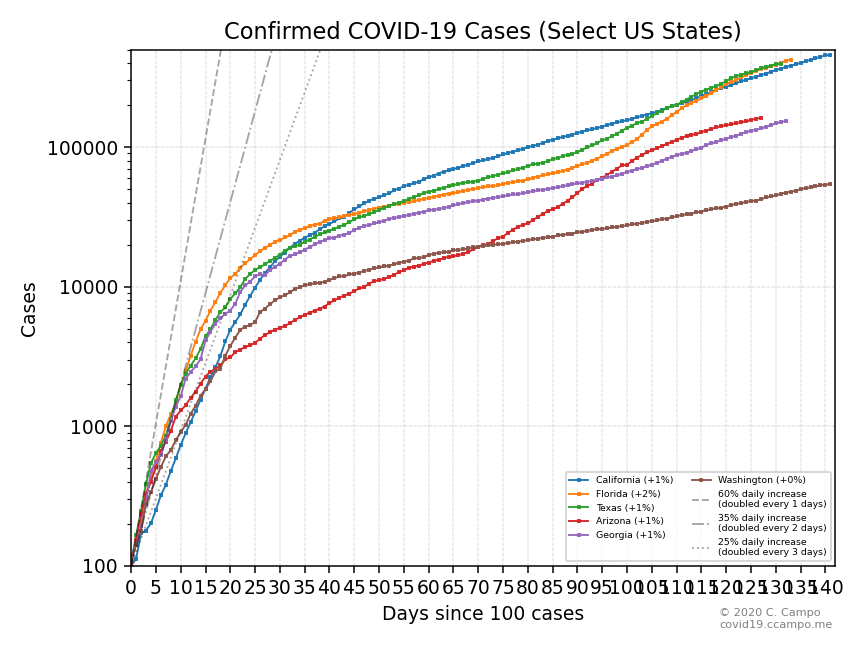 Confirmed COVID-19 Cases (Select US States)
Cases
100000
10000
1000
100
0 5 10 15 20 25 30 35 40 45 50 55 60 65 70 75 80 85 90 95 100 105 110 115 120 125 130 135 140
Days since 100 cases
California (+1%)
Florida (+2%)
Texas (+1%)
Arizona (+1%)
Georgia (+1%)
Washington (+0%)
60% daily increase
(doubled every 1 days)
35% daily increase
(doubled every 2 days)
25% daily increase
(doubled every 3 days)
© 2020 C. Campo
covid19.ccampo.me